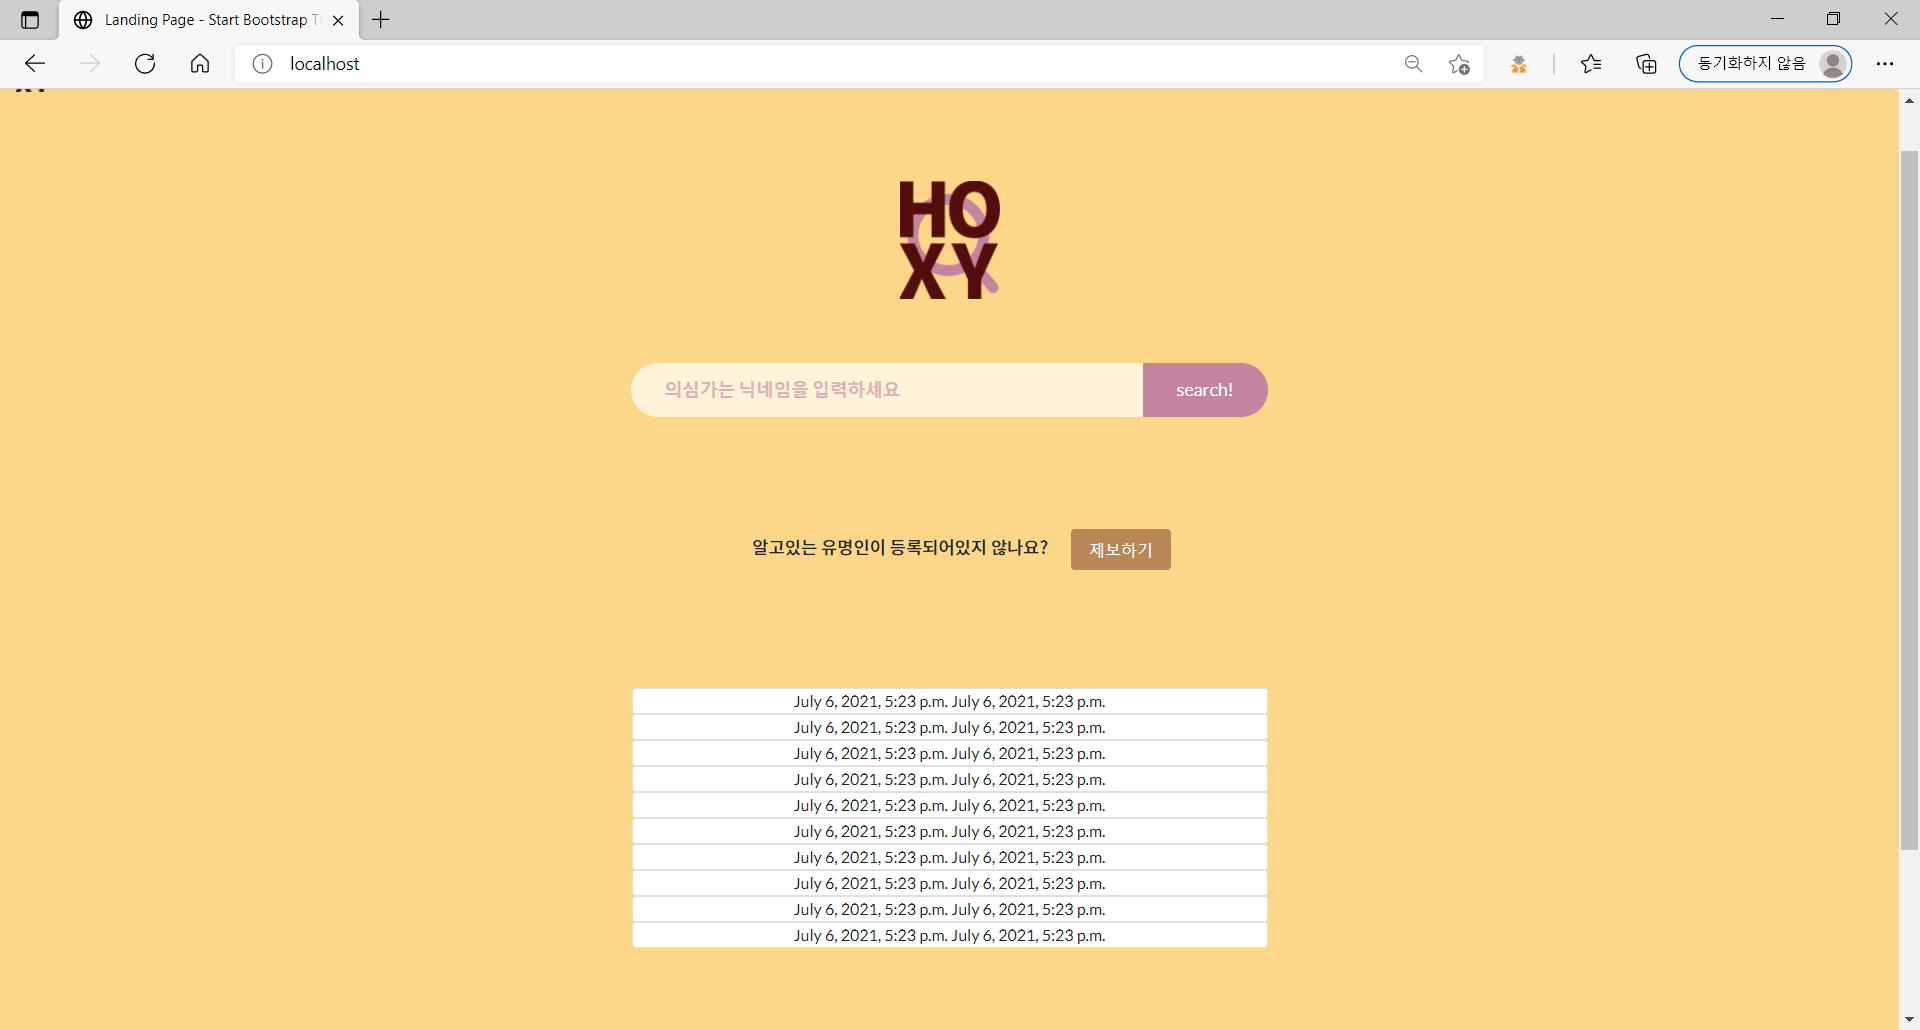 Landing Page - Start Bootstrap T
localhost
동기화하지 않음
HO
XY
의심가는 닉네임을 입력하세요
search!
알고있는 유명인이 등록되어있지 않나요?
제보하기
July 6, 2021, 5:23 p.m. July 6, 2021, 5:23 p.m.
July 6, 2021, 5:23 p.m. July 6, 2021, 5:23 p.m.
July 6, 2021, 5:23 p.m. July 6, 2021, 5:23 p.m.
July 6, 2021, 5:23 p.m. July 6, 2021, 5:23 p.m.
July 6, 2021, 5:23 p.m. July 6, 2021, 5:23 p.m.
July 6, 2021, 5:23 p.m. July 6, 2021, 5:23 p.m.
July 6, 2021, 5:23 p.m. July 6, 2021, 5:23 p.m.
July 6, 2021, 5:23 p.m. July 6, 2021, 5:23 p.m.
July 6, 2021, 5:23 p.m. July 6, 2021, 5:23 p.m.
July 6, 2021, 5:23 p.m. July 6, 2021, 5:23 p.m.